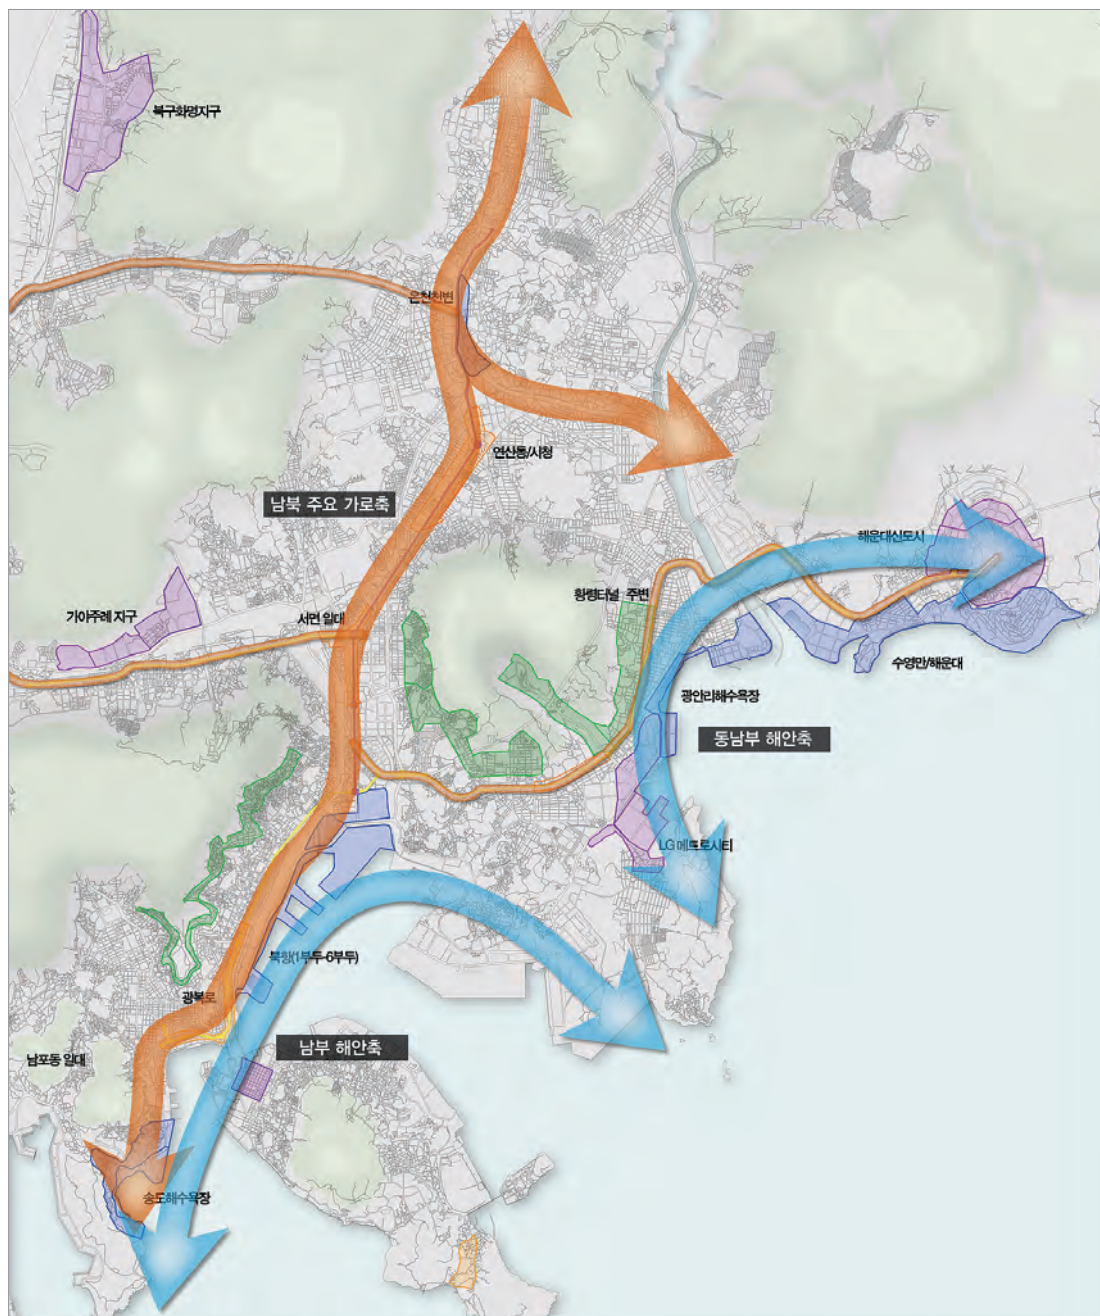 북구화명지구
온천천변
연산동/시청
남북 주요 가로축
해운대신도시
황령터널 주변
가야주례 지구
서면 일대
수영만/해운대
광안리해수욕장
동남부 해안축
LG메트로시티
북항(1부두-6부두)
광복로
남부 해안축
남포동 일대
송도해수욕장